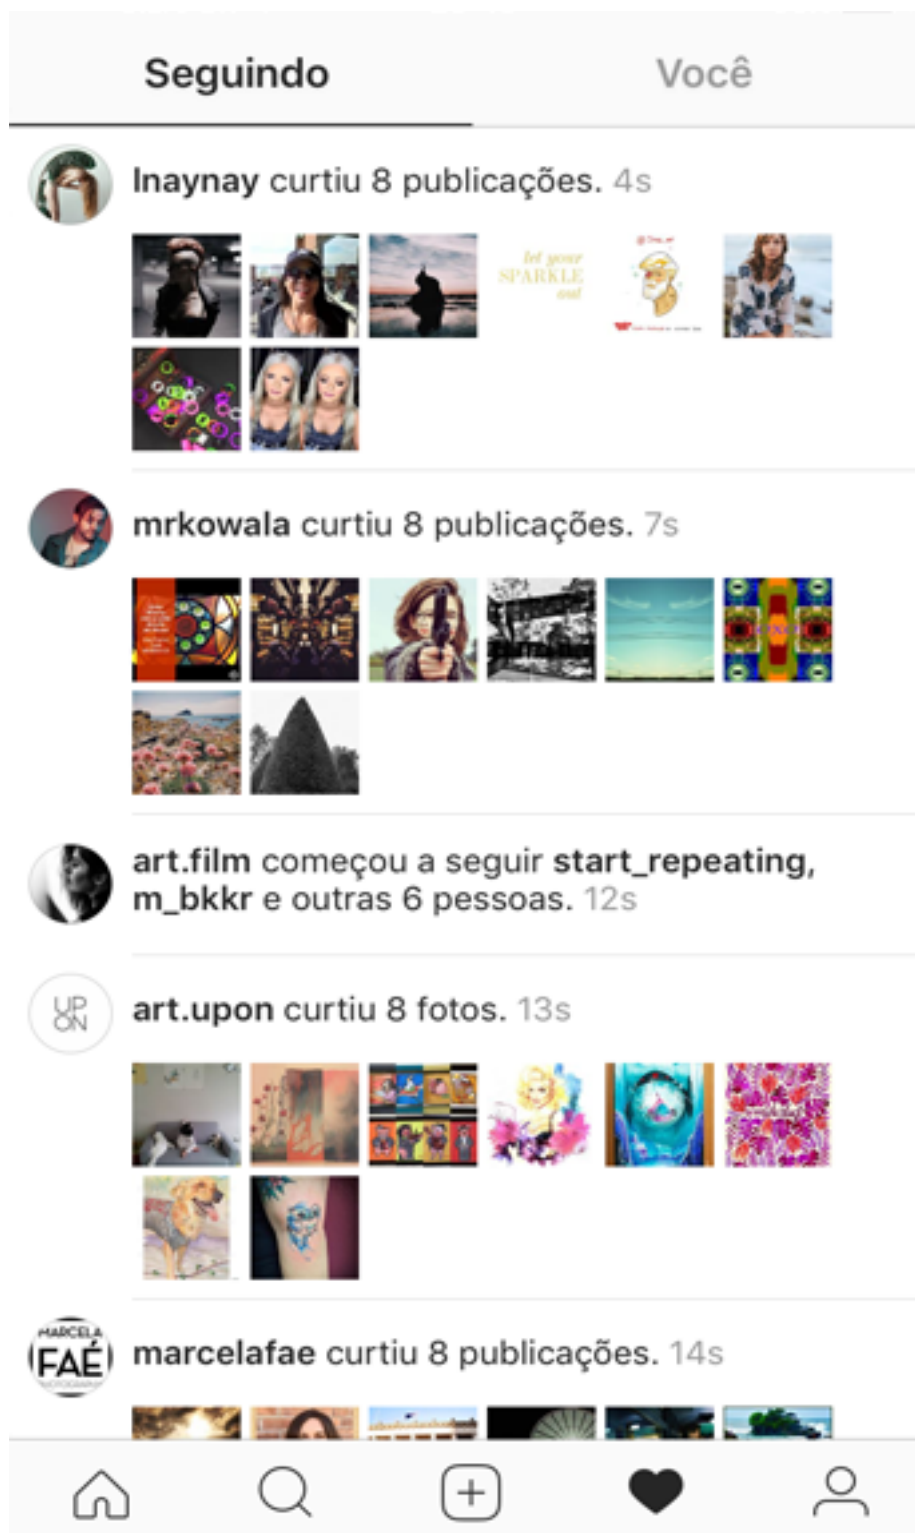 Seguindo
Você
lnaynay curtiu 8 publicações. 4s
let your
SPARKLE
out
mrkowala curtiu 8 publicações. 7s
art.film começou a seguir start_repeating,
m_bkkr e outras 6 pessoas. 12s
UP
ON
art.upon curtiu 8 fotos. 13s
MARCELA
FAÉ
marcelafae curtiu 8 publicações. 14s